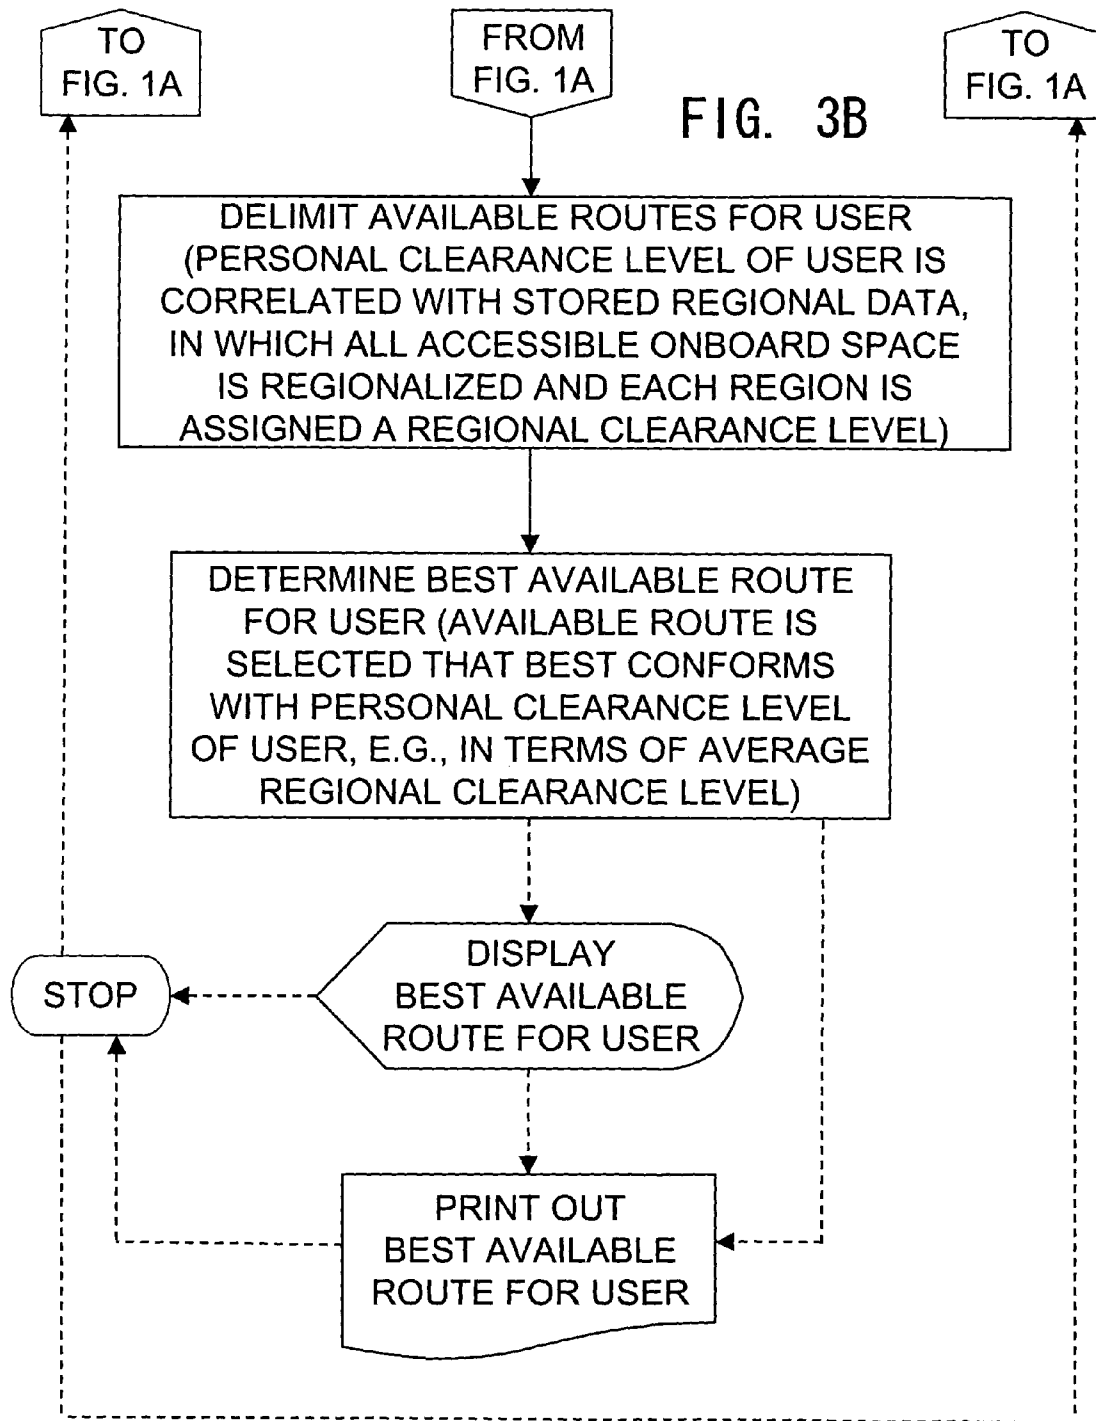 TO
FIG. 1A
FROM
FIG. 1A
TO
FIG. 1A
FIG. 3B
DELIMIT AVAILABLE ROUTES FOR USER
(PERSONAL CLEARANCE LEVEL OF USER IS
CORRELATED WITH STORED REGIONAL DATA,
IN WHICH ALL ACCESSIBLE ONBOARD SPACE
IS REGIONALIZED AND EACH REGION IS
ASSIGNED A REGIONAL CLEARANCE LEVEL)
DETERMINE BEST AVAILABLE ROUTE
FOR USER (AVAILABLE ROUTE IS
SELECTED THAT BEST CONFORMS
WITH PERSONAL CLEARANCE LEVEL
OF USER, E.G., IN TERMS OF AVERAGE
REGIONAL CLEARANCE LEVEL)
DISPLAY
BEST AVAILABLE
ROUTE FOR USER
STOP
PRINT OUT
BEST AVAILABLE
ROUTE FOR USER